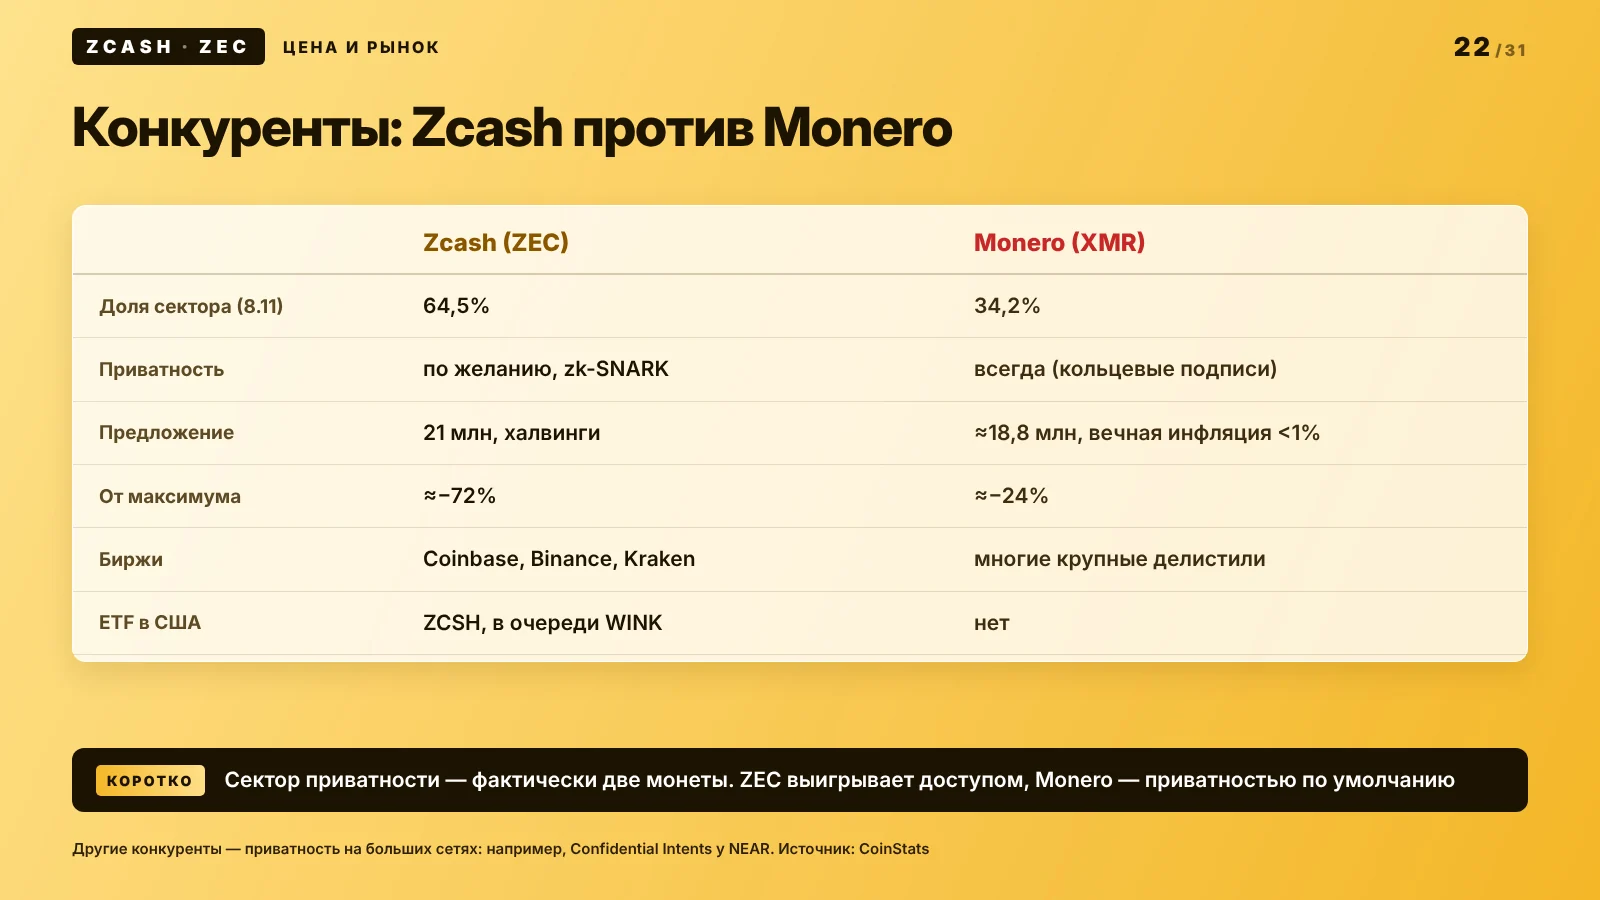 ZCASH · ZEC ЦЕНА И РЫНОК 22 /31
Конкуренты: Zcash против Monero
Zcash (ZEC) Monero (XMR)
Доля сектора (8.11) 64,5% 34,2%
Приватность по желанию, zk-SNARK всегда (кольцевые подписи)
Предложение 21 млн, халвинги ≈18,8 млн, вечная инфляция <1%
От максимума ≈−72% ≈−24%
Биржи Coinbase, Binance, Kraken многие крупные делистили
ETF в США ZCSH, в очереди WINK нет
КОРОТКО Сектор приватности — фактически две монеты. ZEC выигрывает доступом, Monero — приватностью по умолчанию
Другие конкуренты — приватность на больших сетях: например, Confidential Intents у NEAR. Источник: CoinStats